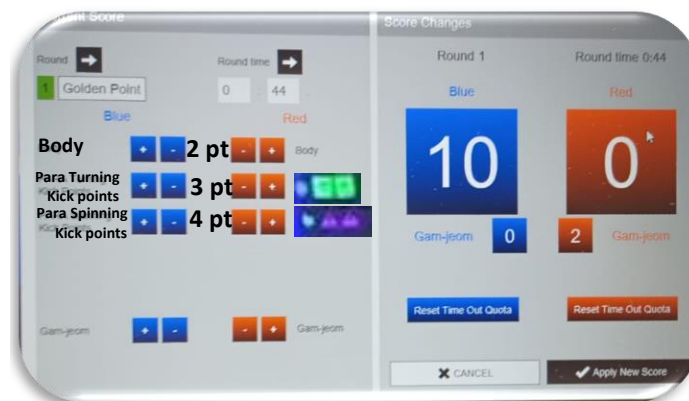 Score
Round
Round time
1 Golden Point
0 : 44
Blue
Red
Body
+ - 2 pt - +
Body
Para Turning
Kick points
+ - 3 pt - +
Para Spinning
Kick points
+ - 4 pt - +
Gam-jeom
+ - - +
Gam-jeom
Score Changes
Round 1
Round time 0:44
Blue
Red
10
0
Gam-jeom 0
2 Gam-jeom
Reset Time Out Quota
Reset Time Out Quota
CANCEL
Apply New Score